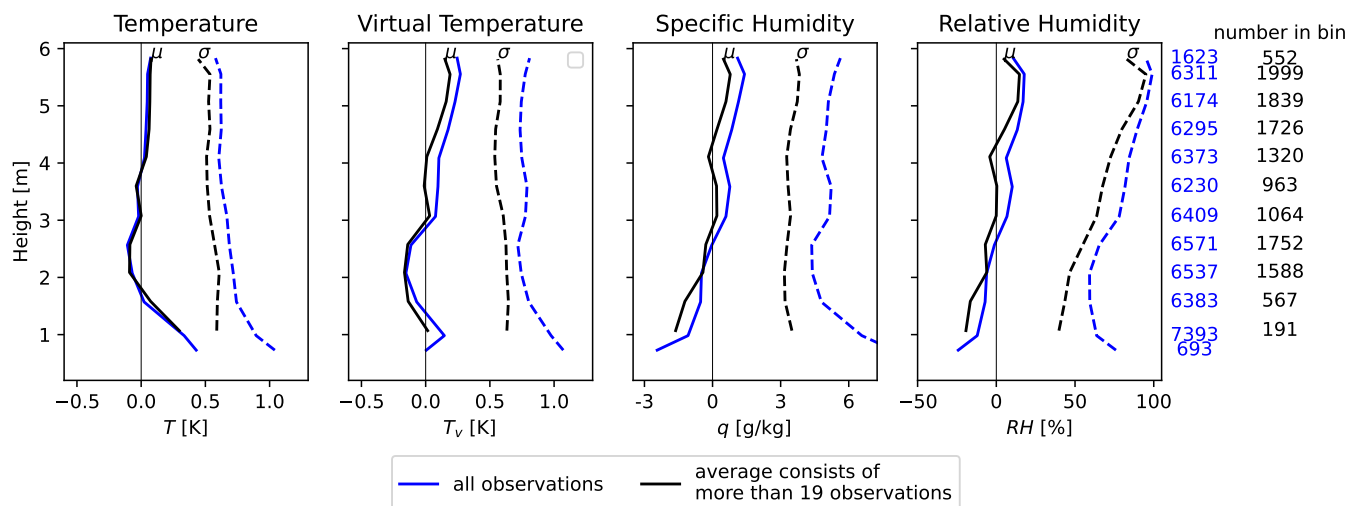 Temperature
Virtual Temperature
Specific Humidity
Relative Humidity
number in bin
μ σ
μ σ
μ σ
μ σ
Height [m]
6
5
4
3
2
1
−0.5 0.0 0.5 1.0
T [K]
−0.5 0.0 0.5 1.0
T_v [K]
-3 0 3 6
q [g/kg]
−50 0 50 100
RH [%]
1623 552
6311 1999
6174 1839
6295 1726
6373 1320
6230 963
6409 1064
6571 1752
6537 1588
6383 567
7393 191
693
all observations
average consists of
more than 19 observations